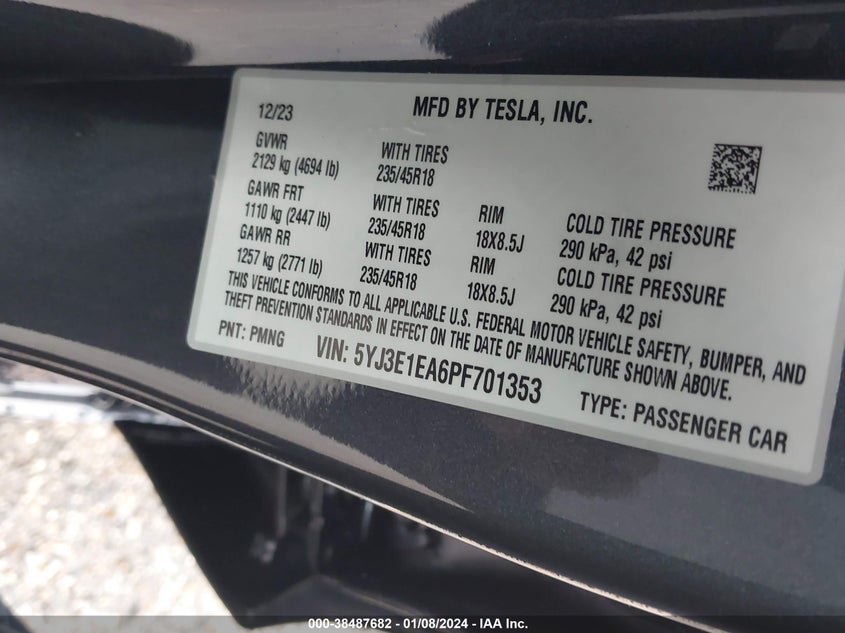 12/23 MFD BY TESLA, INC.
GVWR
2129 kg (4694 lb) WITH TIRES
235/45R18
GAWR FRT
1110 kg (2447 lb) WITH TIRES RIM COLD TIRE PRESSURE
235/45R18 18X8.5J 290 kPa, 42 psi
GAWR RR
1257 kg (2771 lb) WITH TIRES RIM COLD TIRE PRESSURE
235/45R18 18X8.5J 290 kPa, 42 psi
THIS VEHICLE CONFORMS TO ALL APPLICABLE U.S. FEDERAL MOTOR VEHICLE SAFETY, BUMPER, AND
THEFT PREVENTION STANDARDS IN EFFECT ON THE DATE OF MANUFACTURE SHOWN ABOVE.
PNT: PMNG VIN: 5YJ3E1EA6PF701353 TYPE: PASSENGER CAR
000-38487682 - 01/08/2024 - IAA Inc.